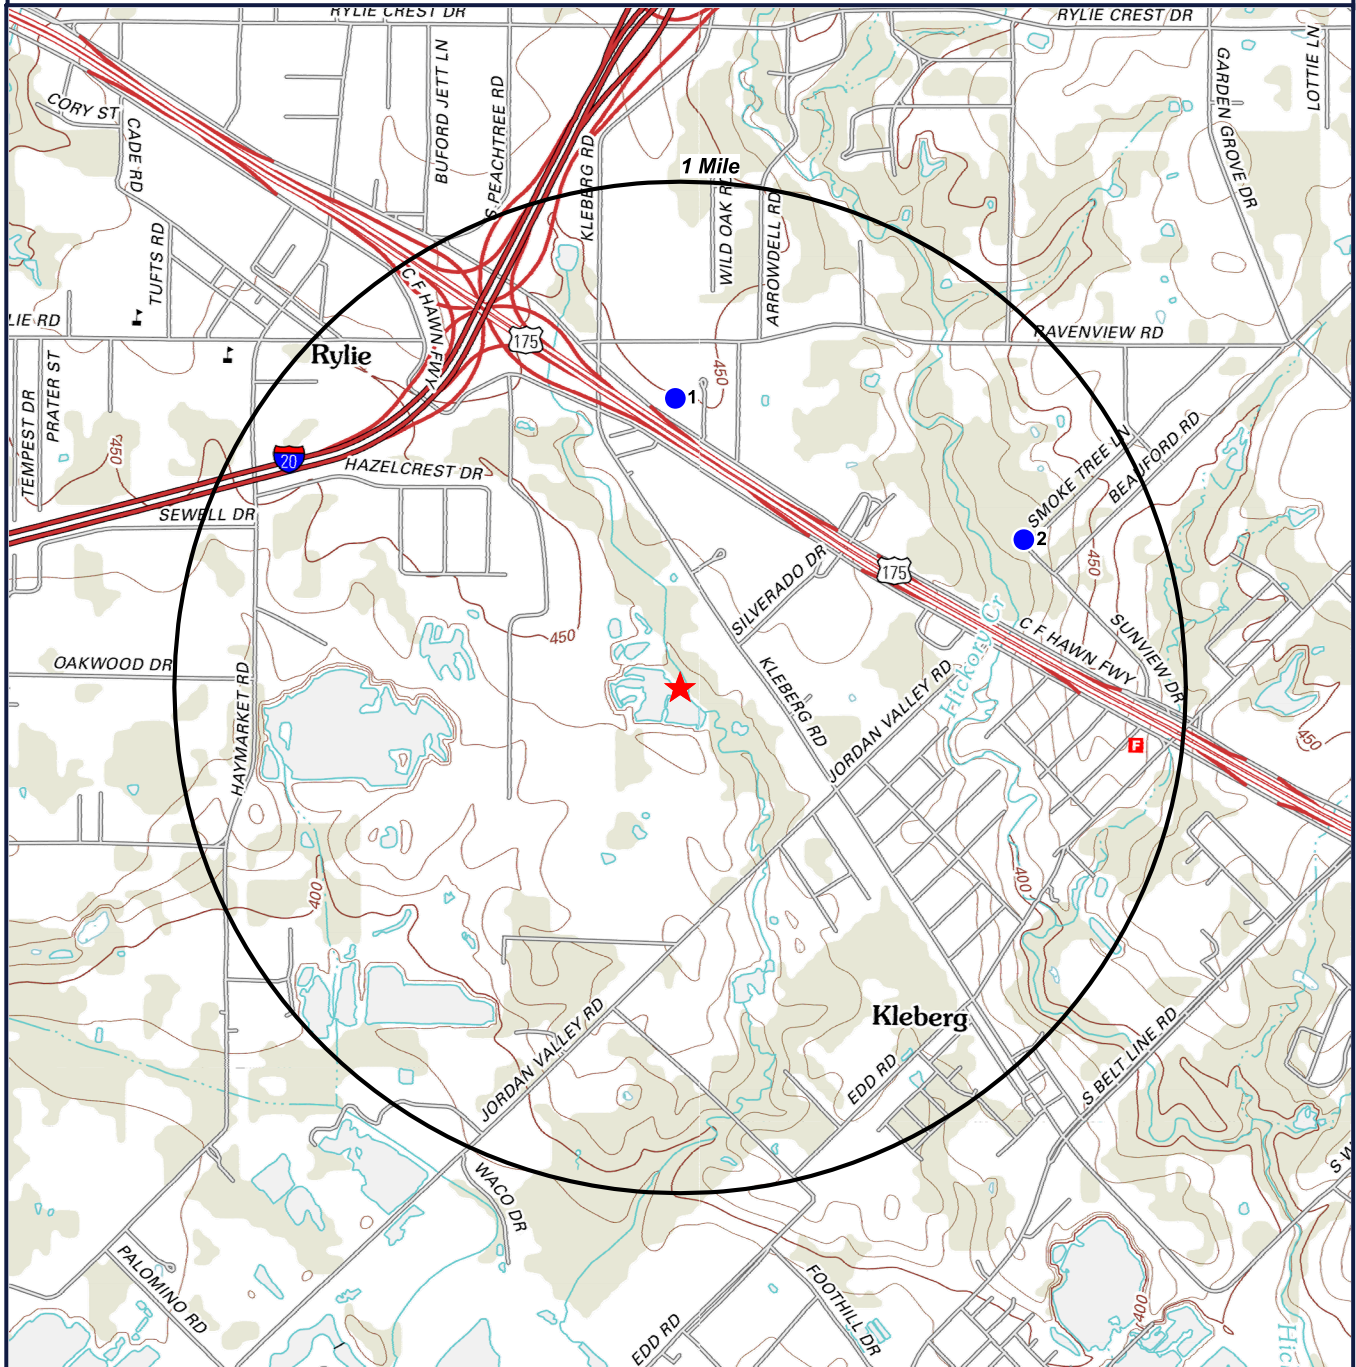 RYLIE CREST DR
RYLIE CREST DR
CORY ST
CADE RD
BUFORD JETT LN
S PEACHTREE RD
KLEBERG RD
1 Mile
WILD OAK
ARROWDELL RD
GARDEN GROVE DR
LOTTIE LN
TUFTS RD
LIE RD
C F HAWN FWY
Rylie
175
RAVENVIEW RD
TEMPEST DR
PRATER ST
450
450
1
20
HAZELCREST DR
SEWELL DR
SMOKE TREE LN
BEAUFORD RD
2
450
175
SILVERADO DR
450
C F HAWN FWY
SUNVIEW DR
Hickory Cr
OAKWOOD DR
HAYMARKET RD
KLEBERG RD
JORDAN VALLEY RD
F
450
400
400
Kleberg
JORDAN VALLEY RD
EDD RD
S BELT LINE RD
S W
WACO DR
PALOMINO RD
FOOTHILL DR
EDD RD
400
Hic